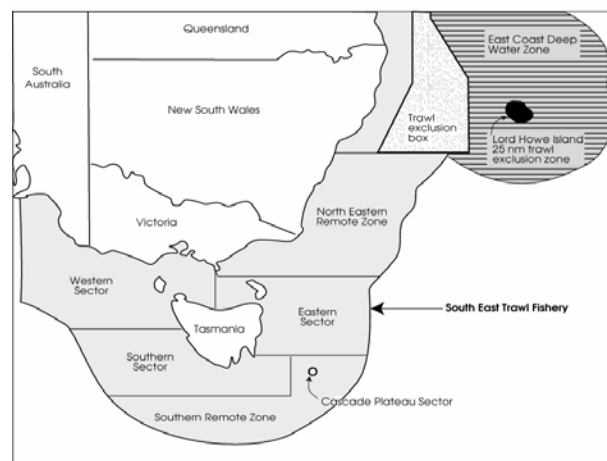 Queensland
East Coast Deep
Water Zone
South
Australia
New South Wales
Trawl
exclusion
box
Lord Howe Island
25 nm trawl
exclusion zone
Victoria
North Eastern
Remote Zone
Western
Sector
Eastern
Sector
South East Trawl Fishery
Tasmania
Southern
Sector
Cascade Plateau Sector
Southern Remote Zone